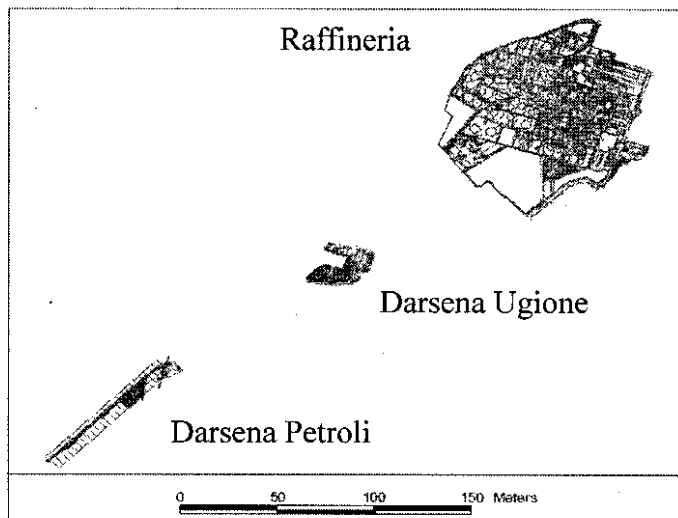 Raffineria
Darsena Ugione
Darsena Petroli
0 50 100 150 Meters